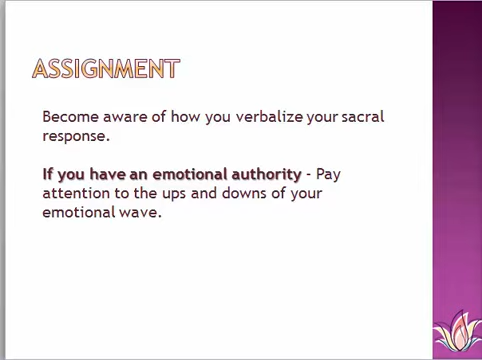 ASSIGNMENT
Become aware of how you verbalize your sacral
response.
If you have an emotional authority - Pay
attention to the ups and downs of your
emotional wave.